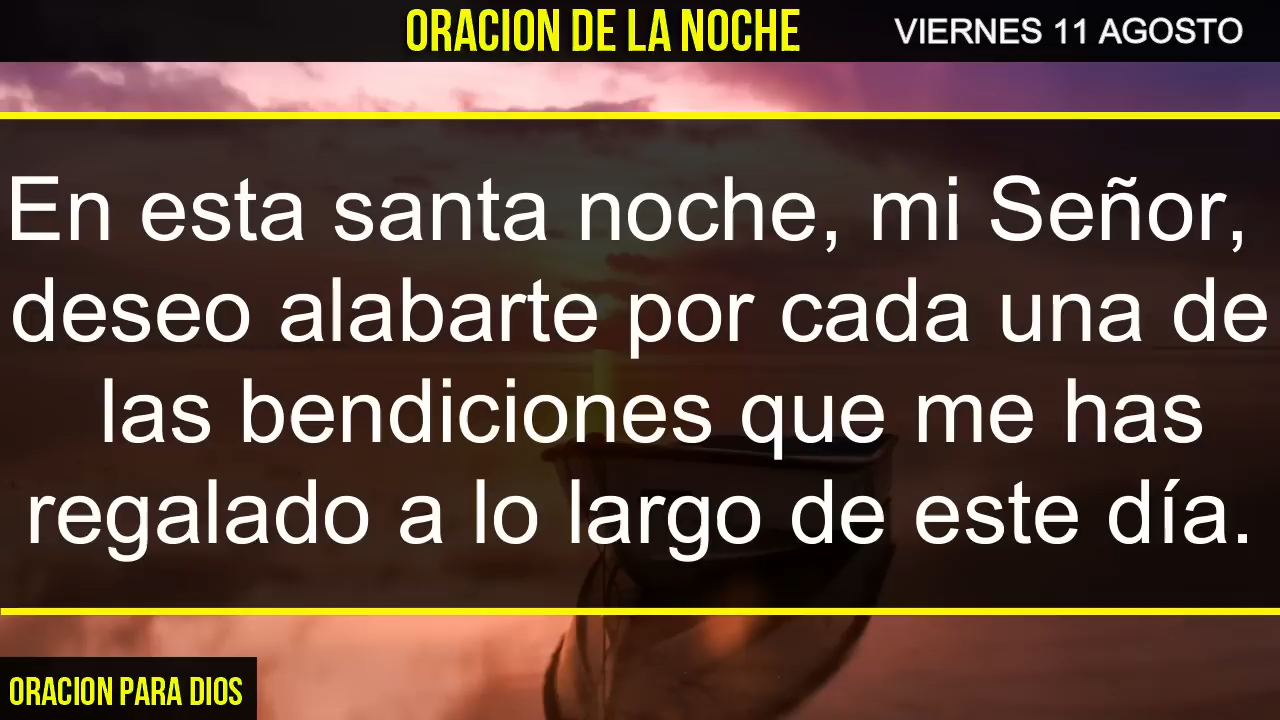 ORACION DE LA NOCHE
VIERNES 11 AGOSTO
En esta santa noche, mi Señor,
deseo alabarte por cada una de
las bendiciones que me has
regalado a lo largo de este día.
ORACION PARA DIOS